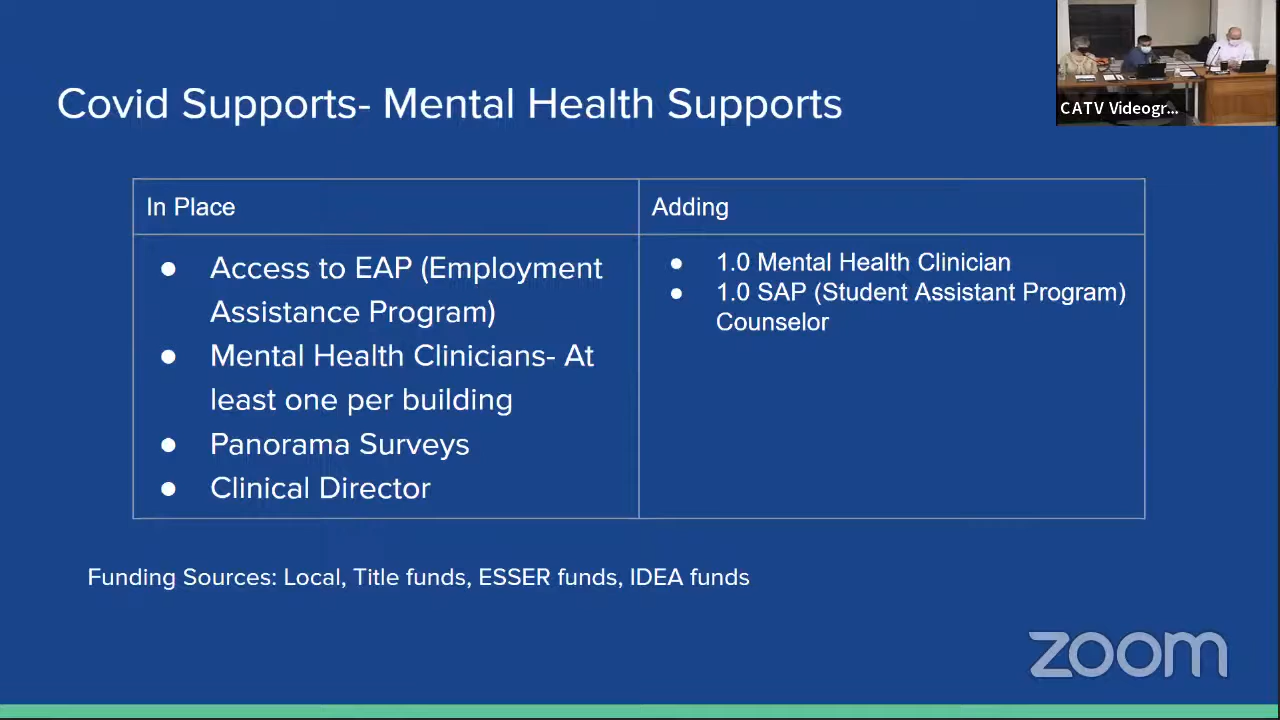 CATV Videogr...
Covid Supports- Mental Health Supports
In Place
Adding
● Access to EAP (Employment
Assistance Program)
● Mental Health Clinicians- At
least one per building
● Panorama Surveys
● Clinical Director
● 1.0 Mental Health Clinician
● 1.0 SAP (Student Assistant Program)
Counselor
Funding Sources: Local, Title funds, ESSER funds, IDEA funds
zoom